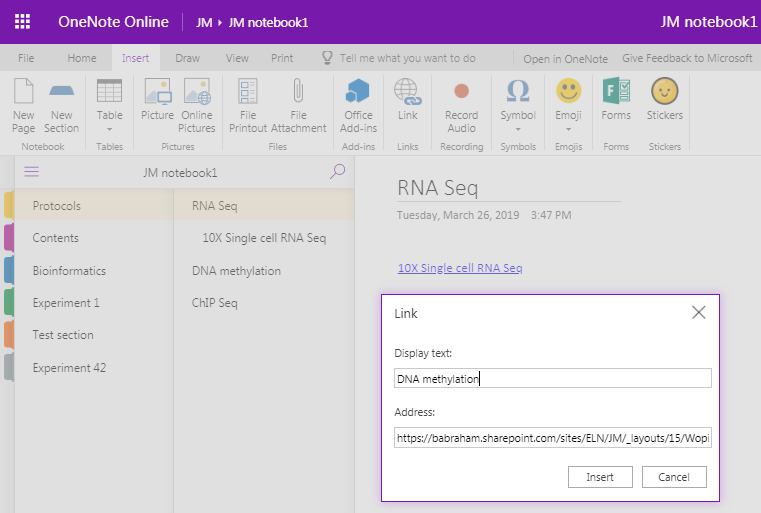 OneNote Online JM ▸ JM notebook1 JM notebook1
File Home Insert Draw View Print Tell me what you want to do Open in OneNote Give Feedback to Microsoft
New Page New Section Table Picture Online Pictures File Printout File Attachment Office Add-ins Link Record Audio Symbol Emoji Forms Stickers
Notebook Tables Pictures Files Add-ins Links Recording Symbols Emojis Forms Stickers
JM notebook1
Protocols
Contents
Bioinformatics
Experiment 1
Test section
Experiment 42
RNA Seq
10X Single cell RNA Seq
DNA methylation
ChIP Seq
RNA Seq
Tuesday, March 26, 2019 3:47 PM
10X Single cell RNA Seq
Link
Display text:
DNA methylation
Address:
https://babraham.sharepoint.com/sites/ELN/JM/_layouts/15/Wopi
Insert Cancel